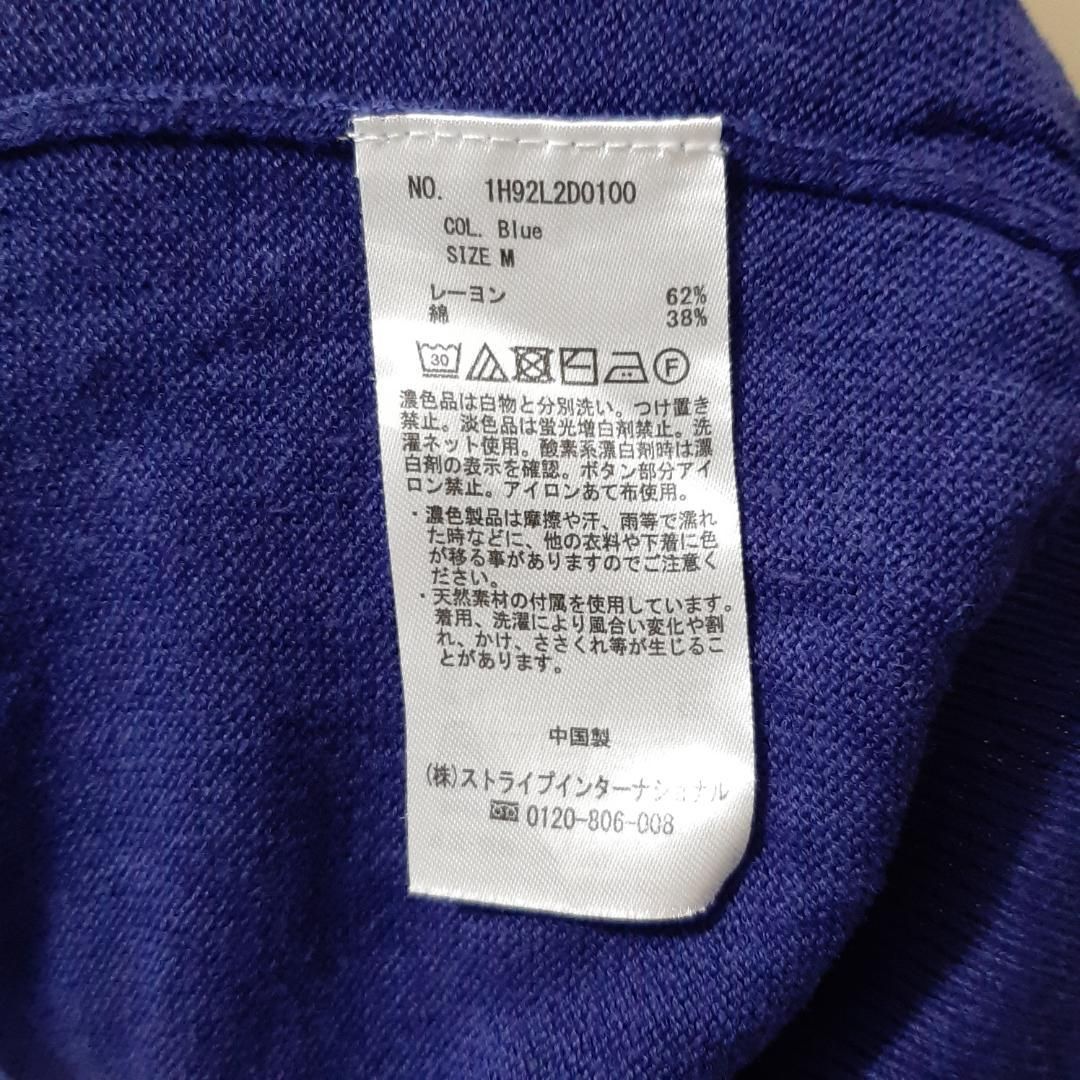 NO. 1H92L2D0100
COL. Blue
SIZE M
レーヨン 62%
綿 38%
30 F
濃色品は白物と分別洗い。つけ置き
禁止。淡色品は蛍光増白剤禁止。洗
濯ネット使用。酸素系漂白剤時は漂
白剤の表示を確認。ボタン部分アイ
ロン禁止。アイロンあて布使用。
・濃色製品は摩擦や汗、雨等で濡れ
た時などに、他の衣料や下着に色
が移る事がありますのでご注意く
ださい。
・天然素材の付属を使用しています。
着用、洗濯により風合い変化や割
れ、かけ、ささくれ等が生じるこ
とがあります。
中国製
(株)ストライプインターナショナル
0120-806-008